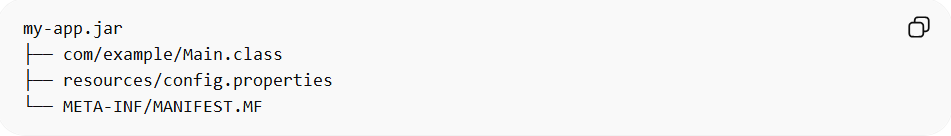 my-app.jar
├── com/example/Main.class
├── resources/config.properties
└── META-INF/MANIFEST.MF